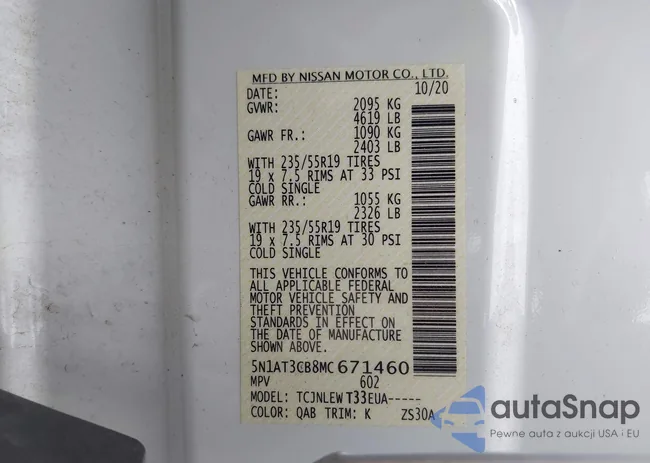 MFD BY NISSAN MOTOR CO., LTD.
DATE: 10/20
GVWR: 2095 KG
4619 LB
GAWR FR.: 1090 KG
2403 LB
WITH 235/55R19 TIRES
19 x 7.5 RIMS AT 33 PSI
COLD SINGLE
GAWR RR.: 1055 KG
2326 LB
WITH 235/55R19 TIRES
19 x 7.5 RIMS AT 30 PSI
COLD SINGLE
THIS VEHICLE CONFORMS TO
ALL APPLICABLE FEDERAL
MOTOR VEHICLE SAFETY AND
THEFT PREVENTION
STANDARDS IN EFFECT ON
THE DATE OF MANUFACTURE
SHOWN ABOVE.
5N1AT3CB8MC671460
MPV 602
MODEL: TCJNLEW T33EUA-----
COLOR: QAB TRIM: K ZS30A
autoSnap
Pewne auta z aukcji USA i EU